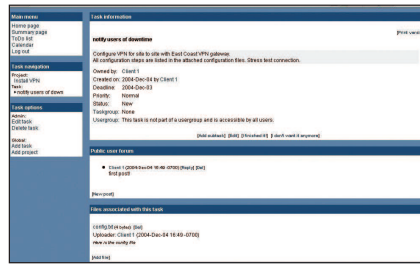 Main menu
Home page
Summary page
ToDo list
Calendar
Log out
Task navigation
Project:
Install VPN
Task:
notify users of down
Task options
Admin:
Edit task
Delete task
Global:
Add task
Add project
Task information
[Print versi
notify users of downtime
Configure VPN for site to site with East Coast VPN gateway.
All configuration steps are listed in the attached configuration files. Stress test connection.
Owned by: Client 1
Created on: 2004-Dec-04 by Client 1
Deadline: 2004-Dec-03
Priority: Normal
Status: New
Taskgroup: None
Usergroup: This task is not part of a usergroup and is accessible by all users.
[Add subtask] [Edit] [I finished it!] [I don't want it anymore]
Public user forum
Client 1 (2004-Dec-04 16:49 -0700) [Reply] [Del]
first post!!
[New post]
Files associated with this task
config.txt (4 bytes) [Del]
Uploader: Client 1 (2004-Dec-04 16:49 -0700)
Here is the config file
[Add file]